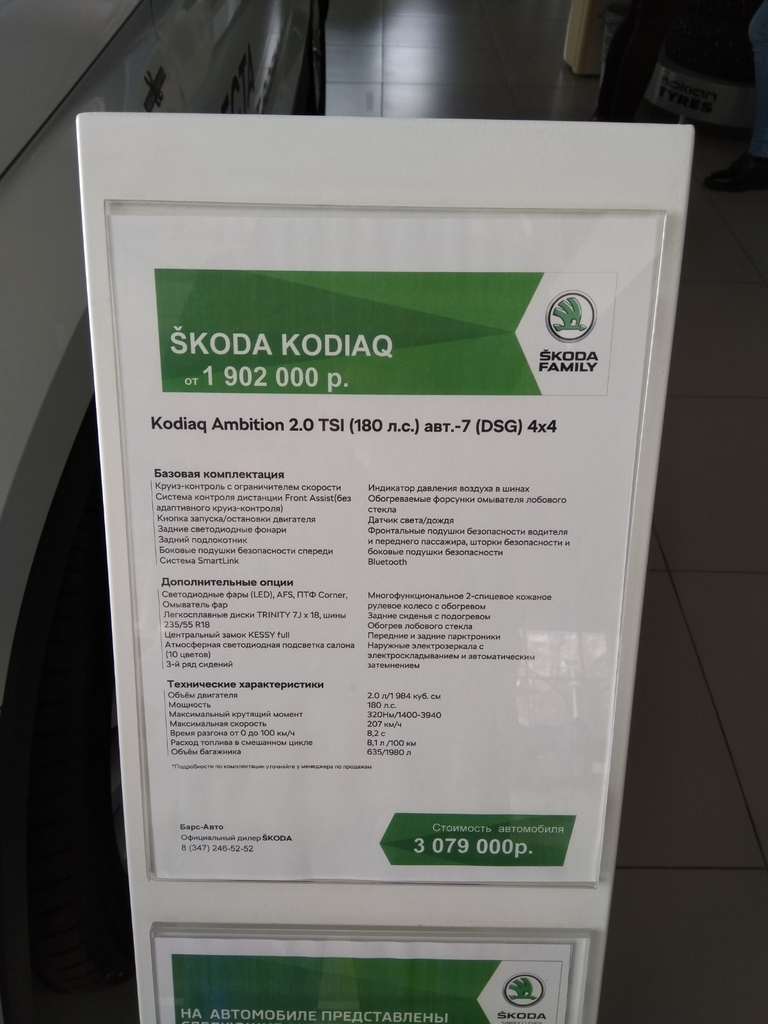 ŠKODA KODIAQ
от 1 902 000 р.
ŠKODA
FAMILY
Kodiaq Ambition 2.0 TSI (180 л.с.) авт.-7 (DSG) 4x4
Базовая комплектация
Круиз-контроль с ограничителем скорости
Система контроля дистанции Front Assist(без
адаптивного круиз-контроля)
Кнопка запуска/остановки двигателя
Задние светодиодные фонари
Задний подлокотник
Боковые подушки безопасности спереди
Система SmartLink
Индикатор давления воздуха в шинах
Обогреваемые форсунки омывателя лобового
стекла
Датчик света/дождя
Фронтальные подушки безопасности водителя
и переднего пассажира, шторки безопасности и
боковые подушки безопасности
Bluetooth
Дополнительные опции
Светодиодные фары (LED), AFS, ПТФ Corner,
Омыватель фар
Легкосплавные диски TRINITY 7J x 18, шины
235/55 R18
Центральный замок KESSY full
Атмосферная светодиодная подсветка салона
(10 цветов)
3-й ряд сидений
Многофункциональное 2-спицевое кожаное
рулевое колесо с обогревом
Задние сиденья с подогревом
Обогрев лобового стекла
Передние и задние парктроники
Наружные электрозеркала с
электроскладыванием и автоматическим
затемнением
Технические характеристики
Объём двигателя 2.0 л/1 984 куб. см
Мощность 180 л.с.
Максимальный крутящий момент 320Нм/1400-3940
Максимальная скорость 207 км/ч
Время разгона от 0 до 100 км/ч 8,2 с
Расход топлива в смешанном цикле 8,1 л /100 км
Объём багажника 635/1980 л
*Подробности по комплектации уточняйте у менеджера по продажам
Барс-Авто
Официальный дилер ŠKODA
8 (347) 246-52-52
Стоимость автомобиля
3 079 000р.
НА АВТОМОБИЛЕ ПРЕДСТАВЛЕНЫ
ŠKODA
TYRES